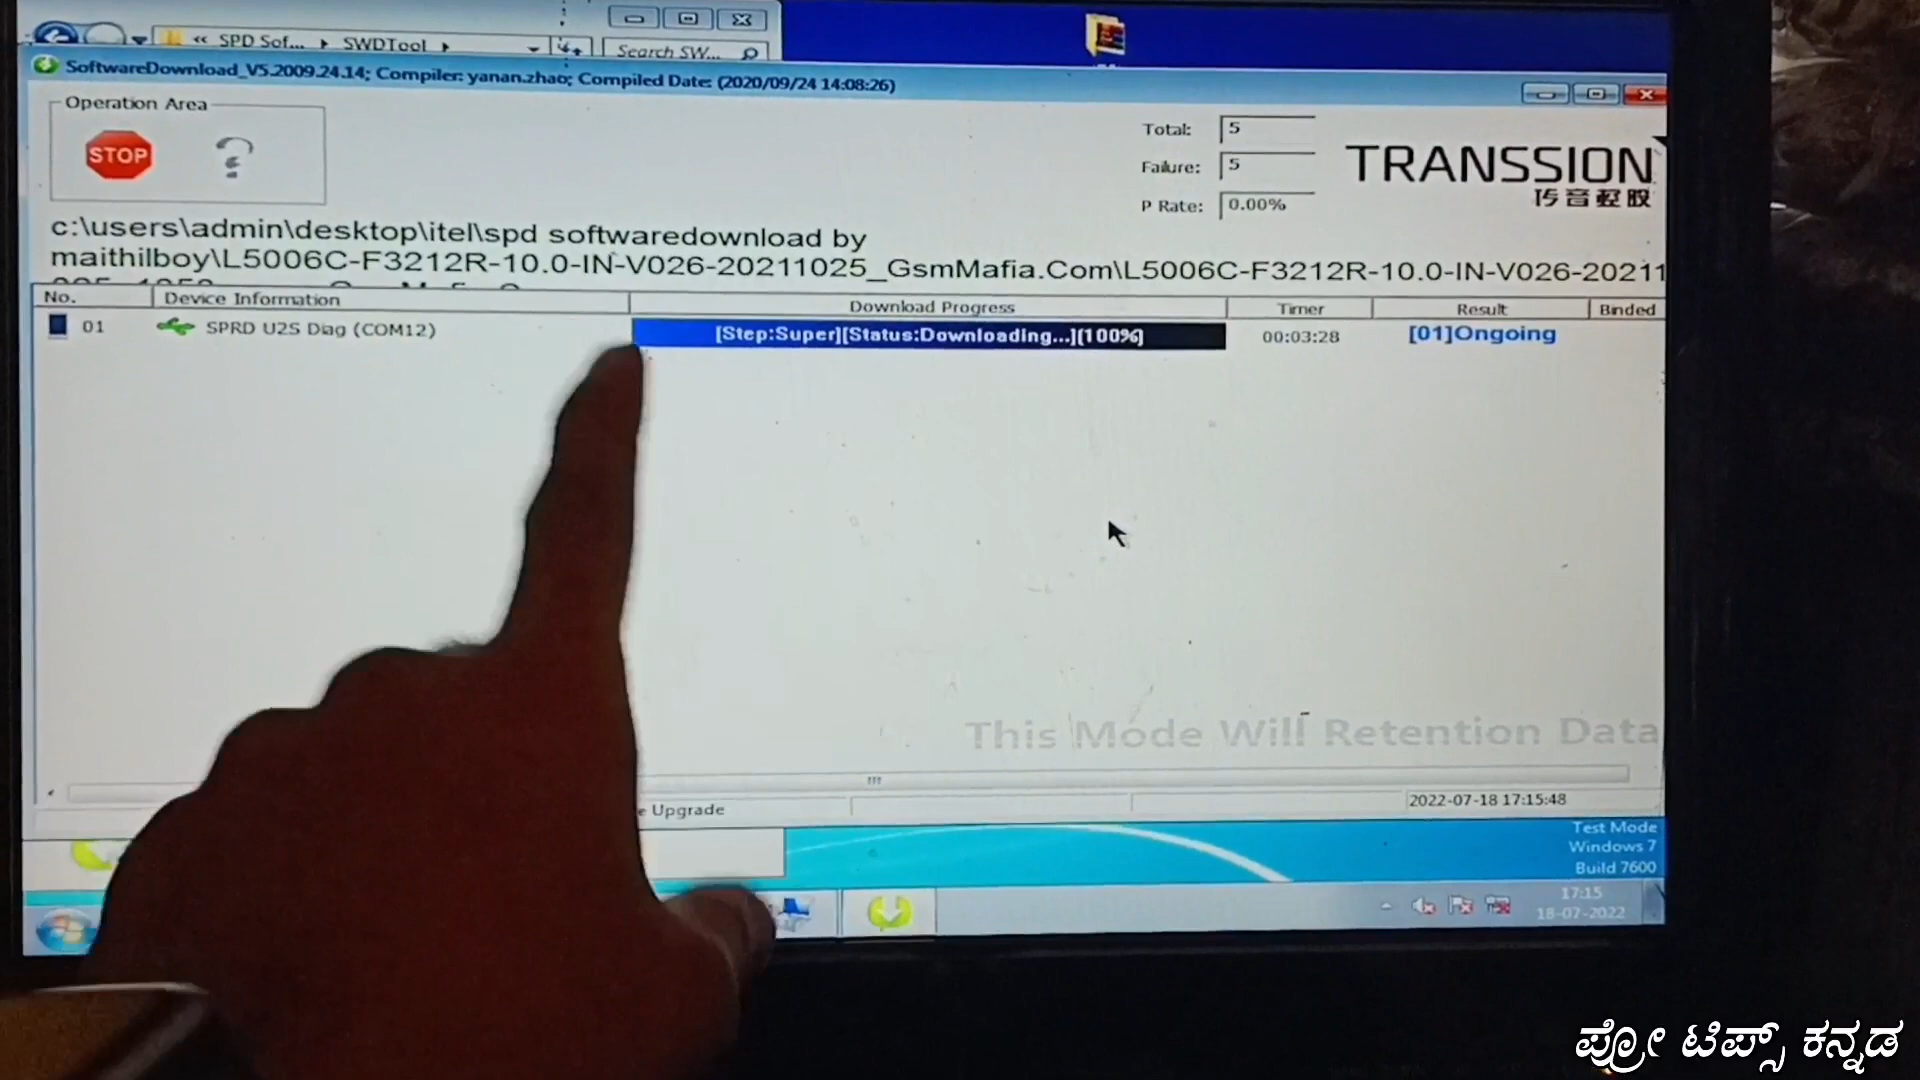 « SPD Sof... ▸ SWDTool ▸
Search SW...
SoftwareDownload_V5.2009.24.14; Compiler: yanan.zhao; Compiled Date: (2020/09/24 14:08:26)
Operation Area
STOP
?
Total: 5
Failure: 5
P Rate: 0.00%
TRANSSION
传音控股
c:\users\admin\desktop\itel\spd softwaredownload by
maithilboy\L5006C-F3212R-10.0-IN-V026-20211025_GsmMafia.Com\L5006C-F3212R-10.0-IN-V026-20211
No. Device Information Download Progress Timer Result Binded
01 SPRD U2S Diag (COM12) [Step:Super][Status:Downloading...][100%] 00:03:28 [01]Ongoing
This Mode Will Retention Data
Upgrade
2022-07-18 17:15:48
Test Mode
Windows 7
Build 7600
17:15
18-07-2022
ಪ್ರೋ ಟಿಪ್ಸ್ ಕನ್ನಡ